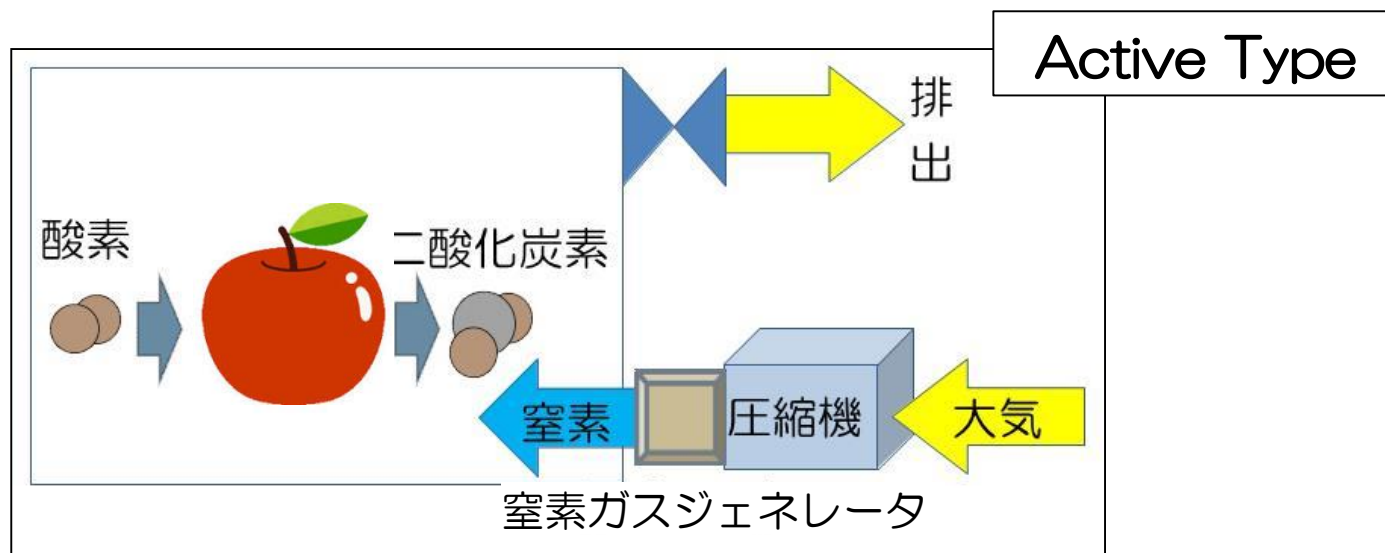 Active Type
排
出
酸素
二酸化炭素
窒素
圧縮機
大気
窒素ガスジェネレータ